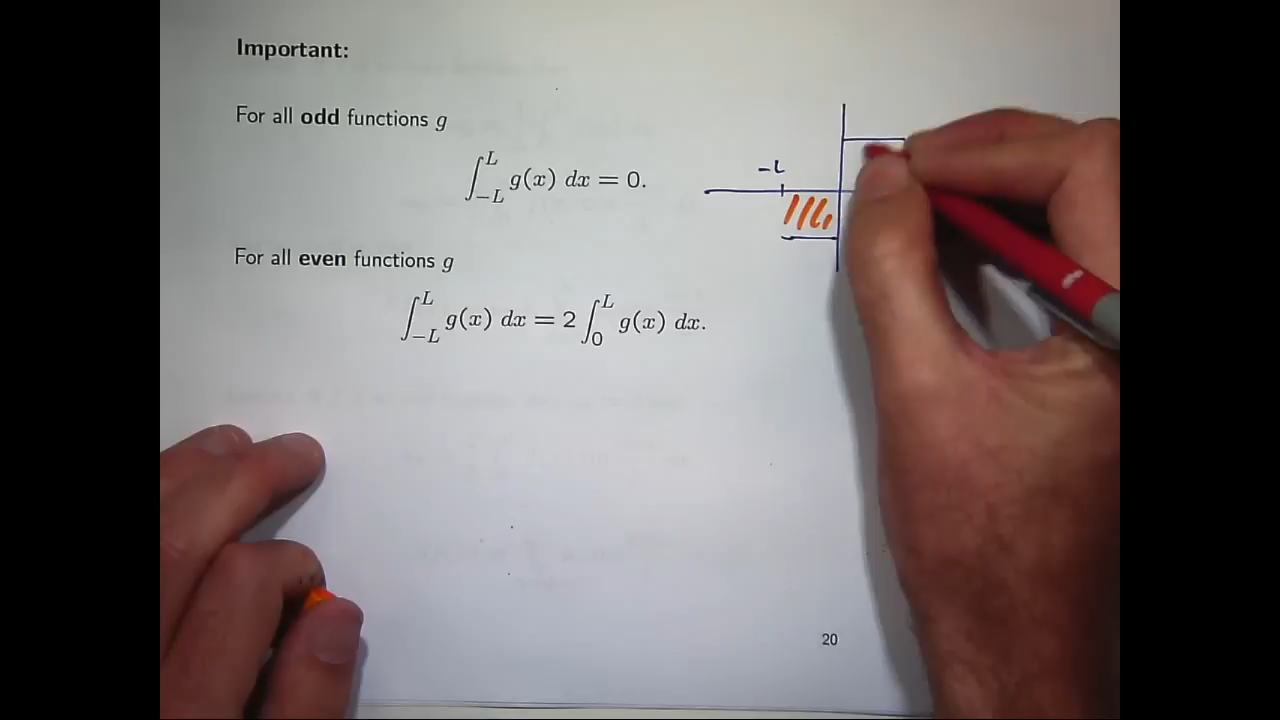 Important:
For all odd functions g
∫_{-L}^{L} g(x) dx = 0.
-L
For all even functions g
∫_{-L}^{L} g(x) dx = 2 ∫_{0}^{L} g(x) dx.
20